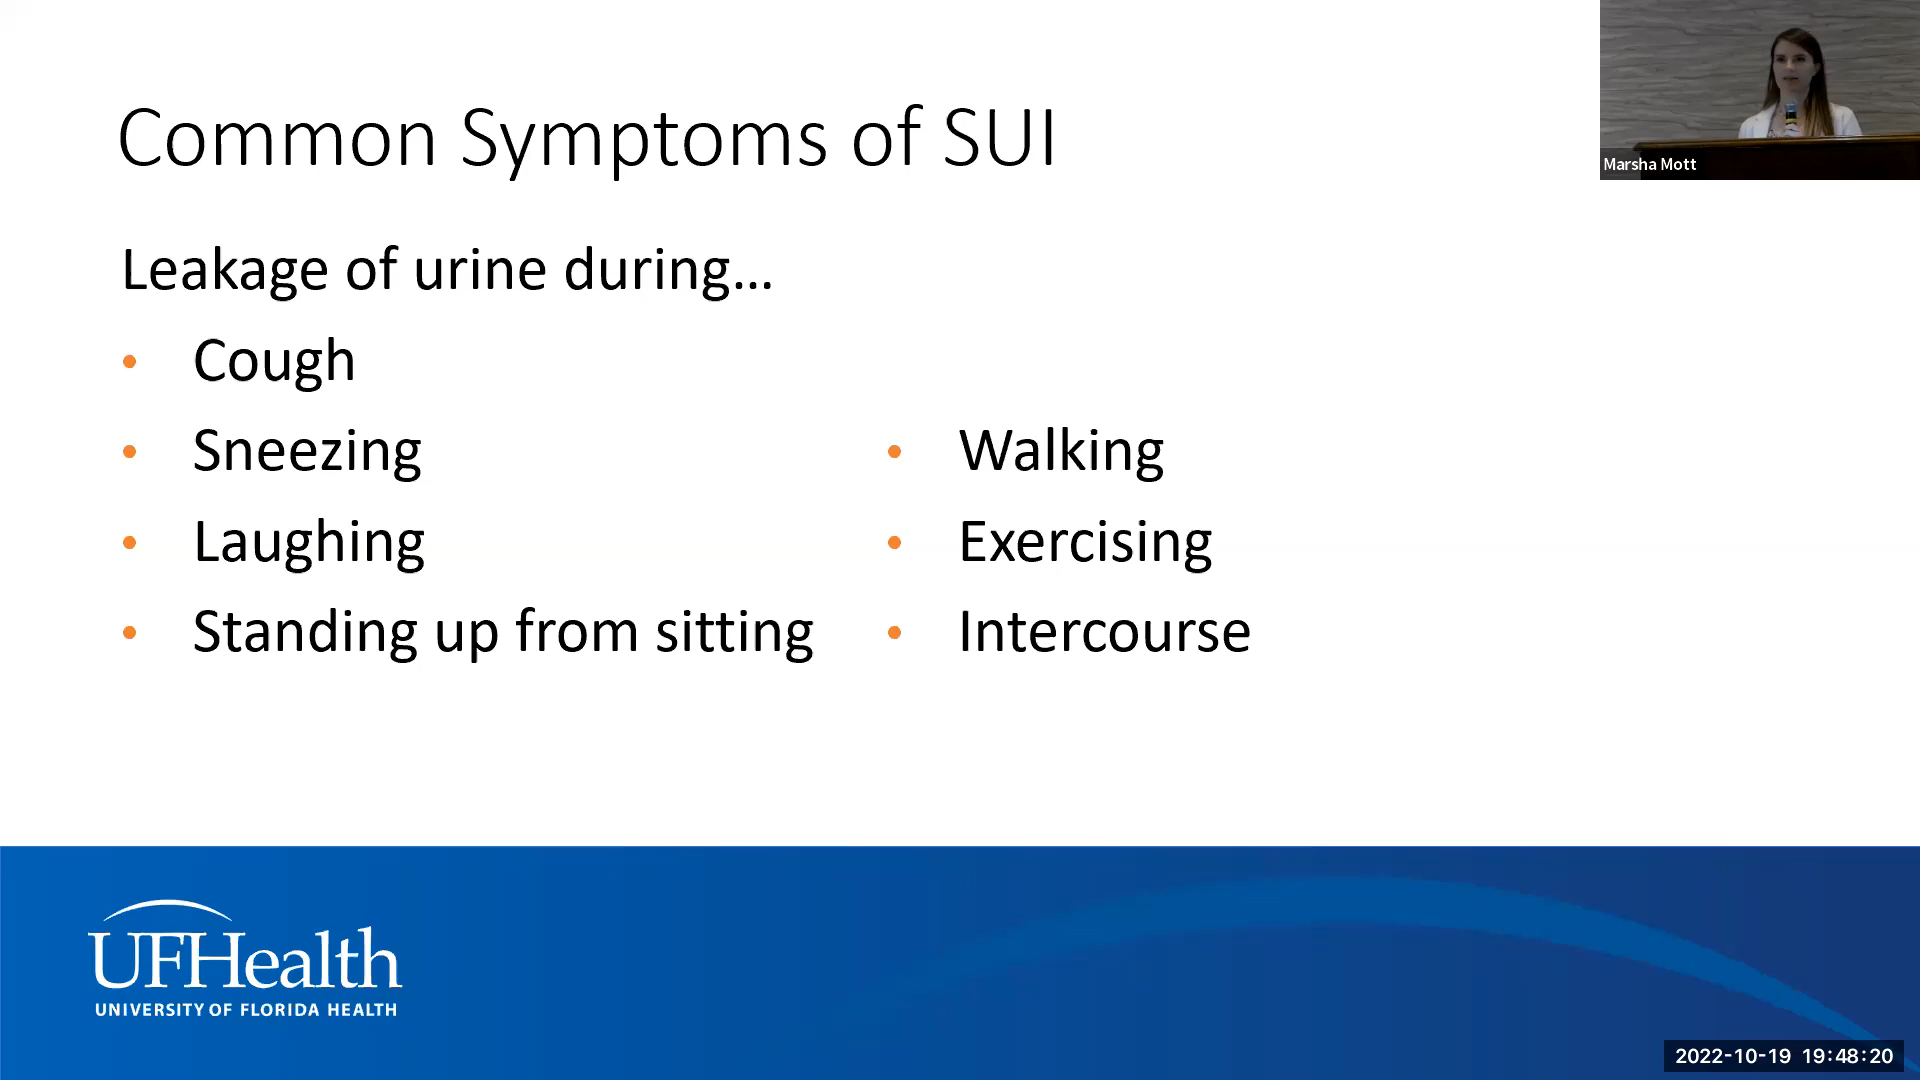 Common Symptoms of SUI
Leakage of urine during…
• Cough
• Sneezing
• Laughing
• Standing up from sitting
• Walking
• Exercising
• Intercourse
Marsha Mott
UFHealth
UNIVERSITY OF FLORIDA HEALTH
2022-10-19 19:48:20